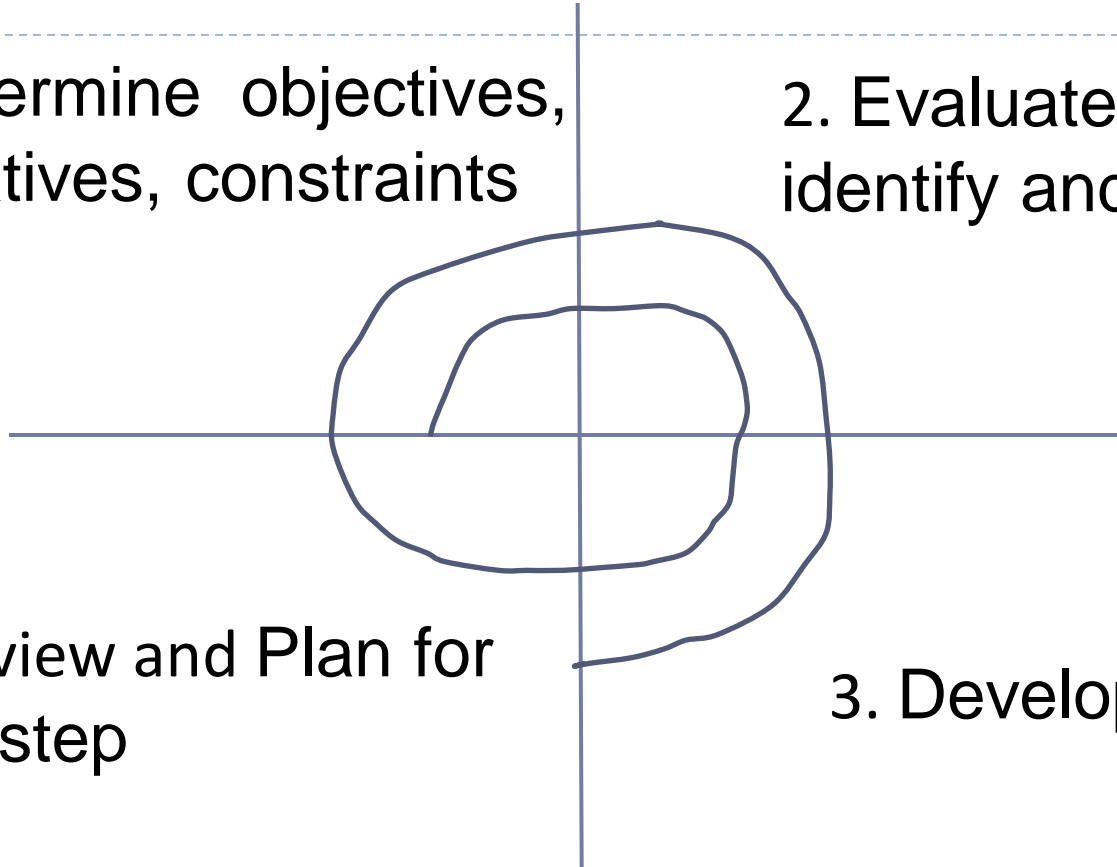 ermine objectives,
tives, constraints
2. Evaluate
identify and
view and Plan for
step
3. Develop